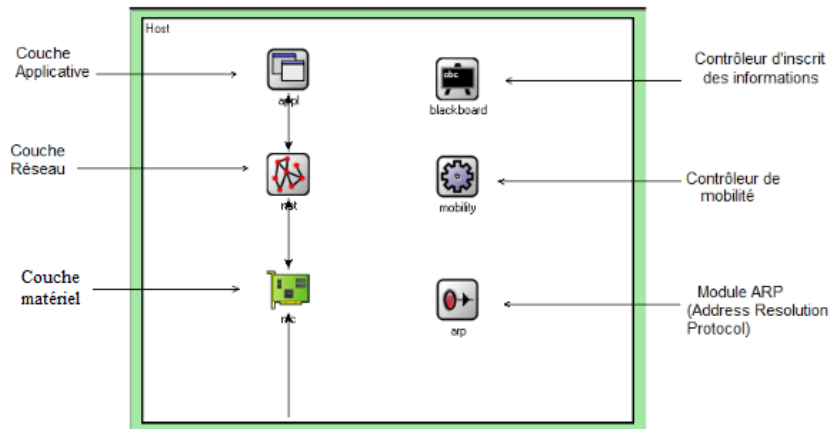 Host
Couche
Applicative
appl
abc
blackboard
Contrôleur d'inscrit
des informations
Couche
Réseau
net
mobility
Contrôleur de
mobilité
Couche
matériel
nic
arp
Module ARP
(Address Resolution
Protocol)